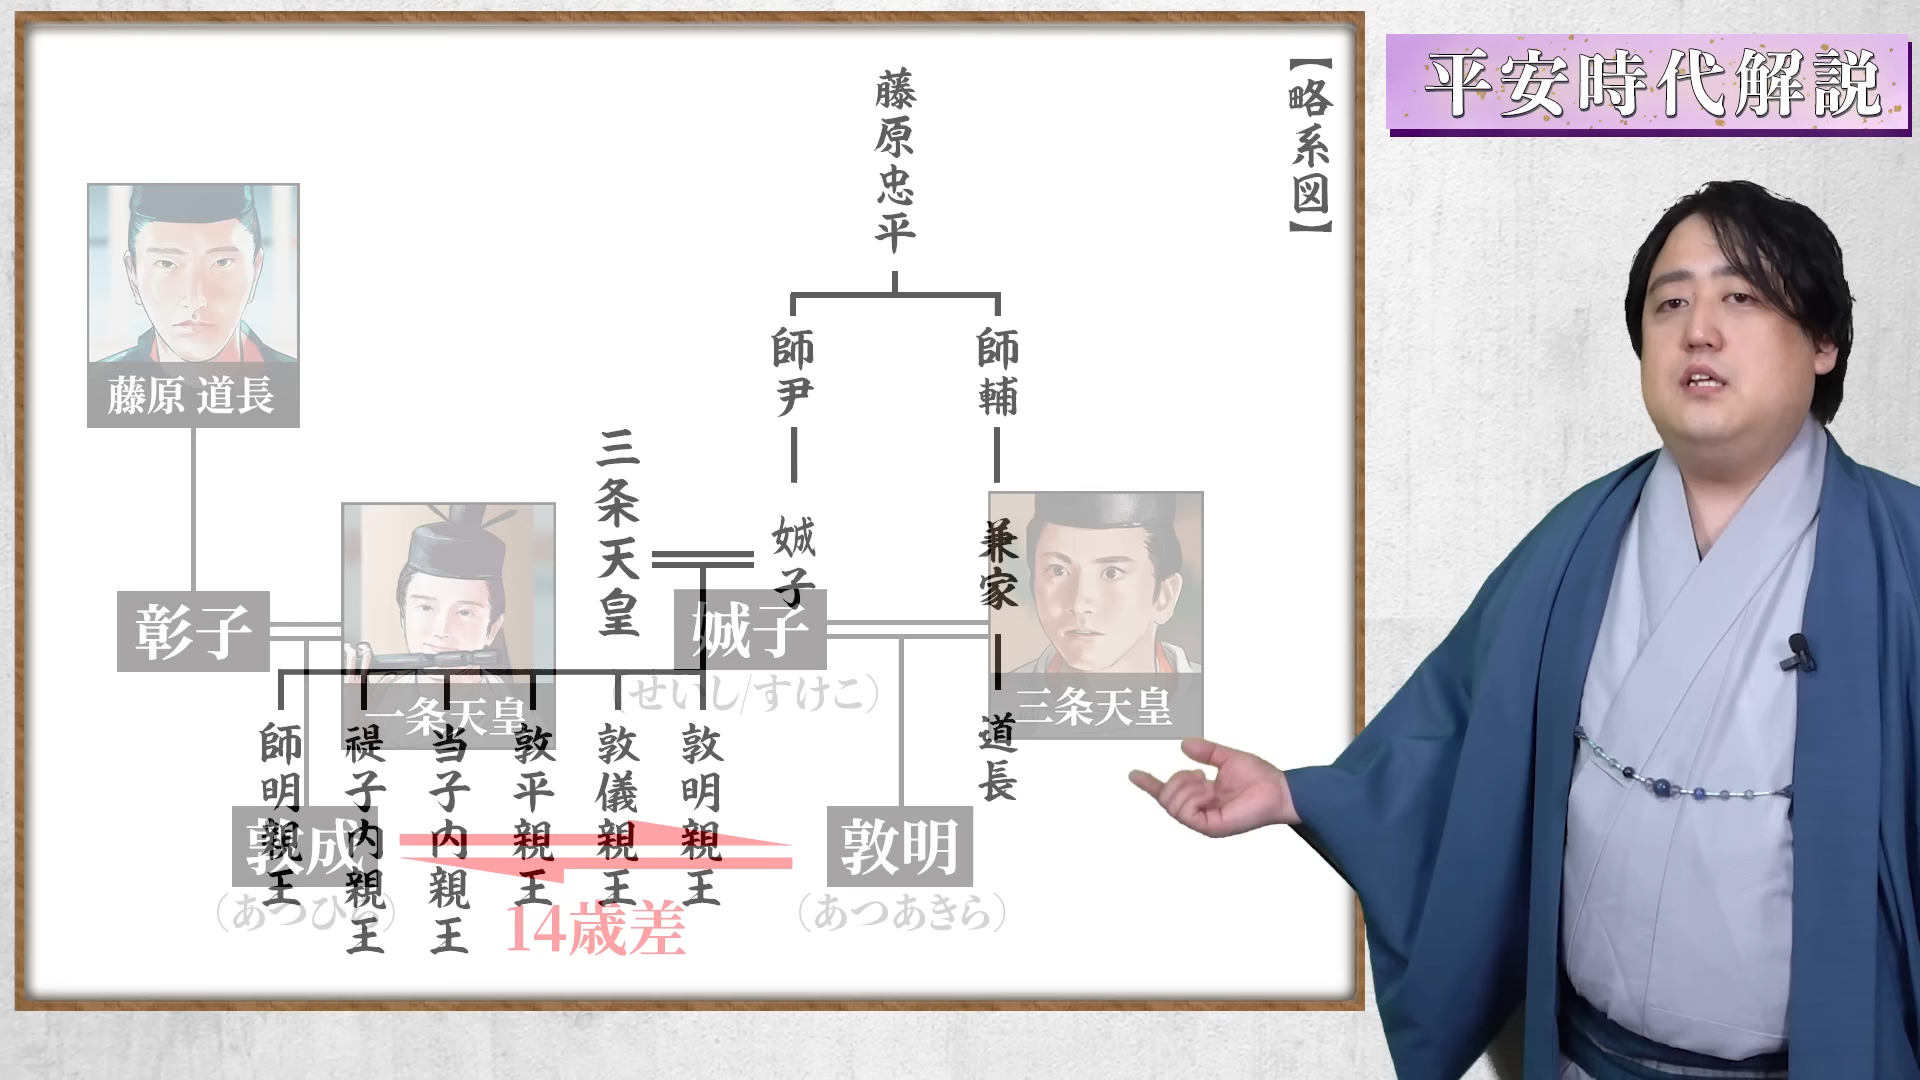 平安時代解説
【略系図】
藤原忠平
師輔
師尹
兼家
道長
娍子
三条天皇
敦明親王
敦儀親王
敦平親王
当子内親王
禔子内親王
師明親王
藤原 道長
彰子
一条天皇
娍子
(せいし/すけこ)
三条天皇
敦成
(あつひら)
敦明
(あつあきら)
14歳差